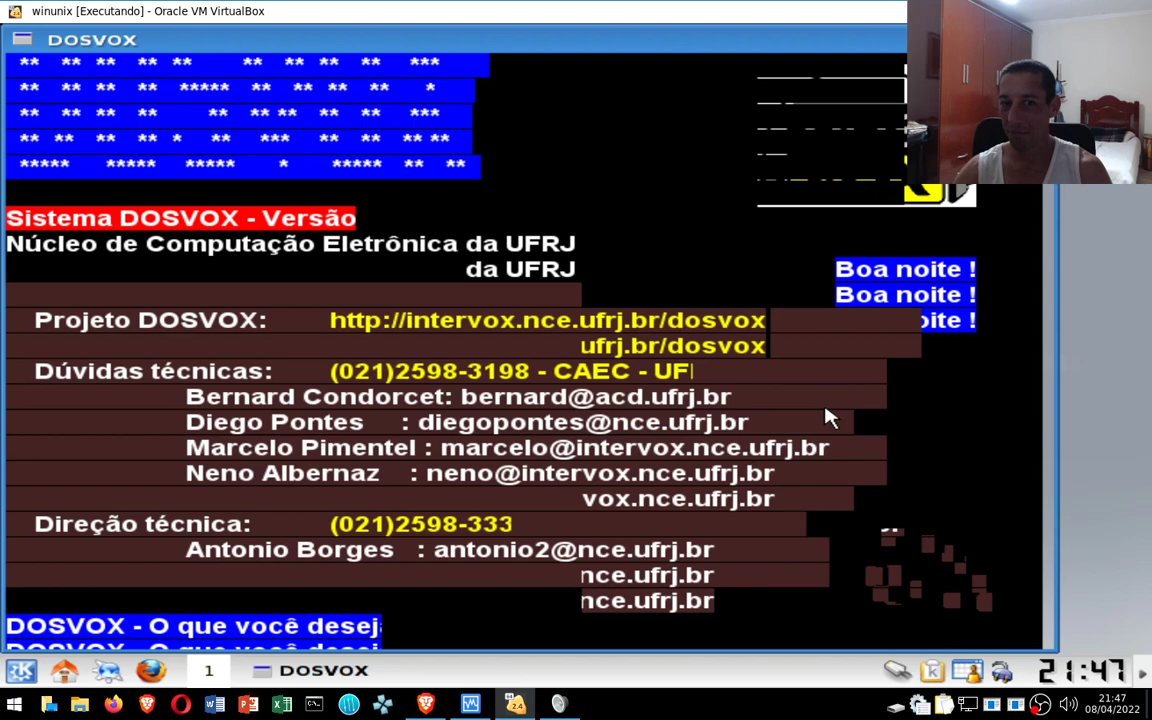 winunix [Executando] - Oracle VM VirtualBox
DOSVOX
** ** ** ** ** ** ** ** ** ***
** ** ** ** ***** ** ** ** ** *
** ** ** ** ** ** ** ** ** ***
** ** ** ** * ** *** ** ** ** **
***** ***** ***** * ***** ** **
Sistema DOSVOX - Versão
Núcleo de Computação Eletrônica da UFRJ
da UFRJ
Boa noite !
Boa noite !
oite !
Projeto DOSVOX: http://intervox.nce.ufrj.br/dosvox
ufrj.br/dosvox
Dúvidas técnicas: (021)2598-3198 - CAEC - UF
Bernard Condorcet: bernard@acd.ufrj.br
Diego Pontes : diegopontes@nce.ufrj.br
Marcelo Pimentel : marcelo@intervox.nce.ufrj.br
Neno Albernaz : neno@intervox.nce.ufrj.br
vox.nce.ufrj.br
Direção técnica: (021)2598-333
Antonio Borges : antonio2@nce.ufrj.br
nce.ufrj.br
nce.ufrj.br
DOSVOX - O que você desej
DOSVOX - O que você desej
1 DOSVOX 21:47
21:47
08/04/2022